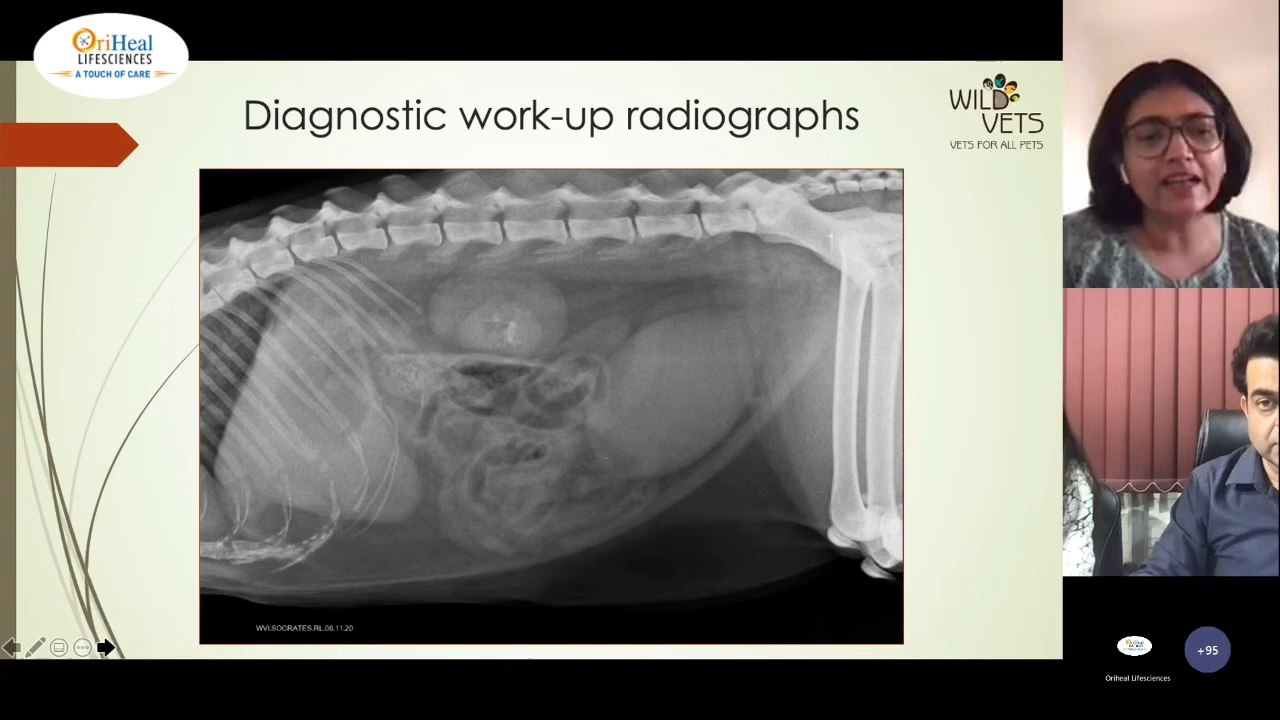 OriHeal
LIFESCIENCES
A TOUCH OF CARE
Diagnostic work-up radiographs
WILD
VETS
VETS FOR ALL PETS
WVI.SOCRATES.RL.08.11.20
+95
Oriheal Lifesciences